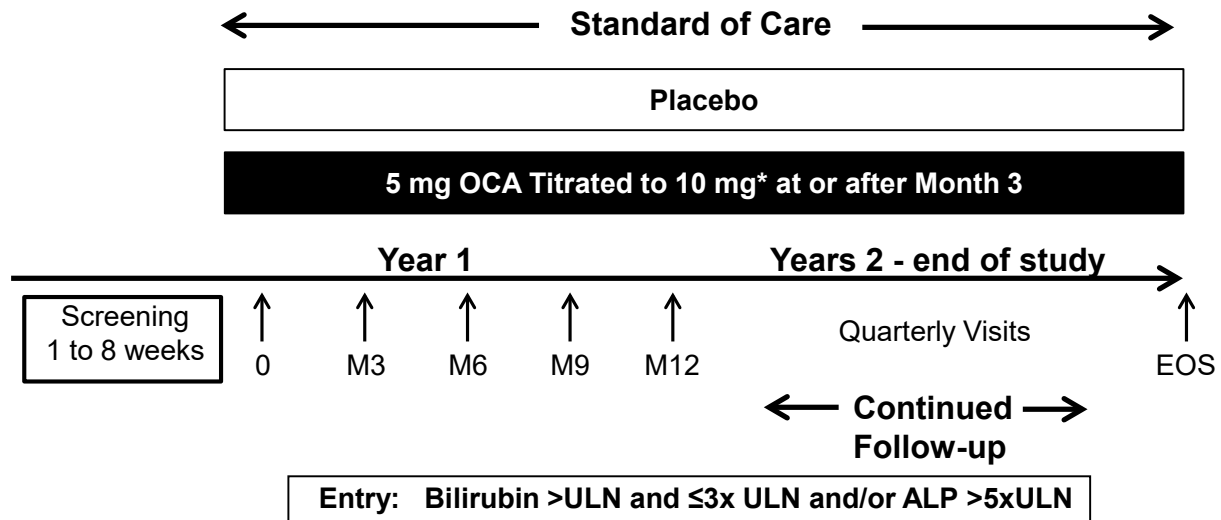 Standard of Care
Placebo
5 mg OCA Titrated to 10 mg* at or after Month 3
Year 1
Years 2 - end of study
Screening
1 to 8 weeks
0
M3
M6
M9
M12
Quarterly Visits
EOS
Continued
Follow-up
Entry: Bilirubin >ULN and ≤3x ULN and/or ALP >5xULN